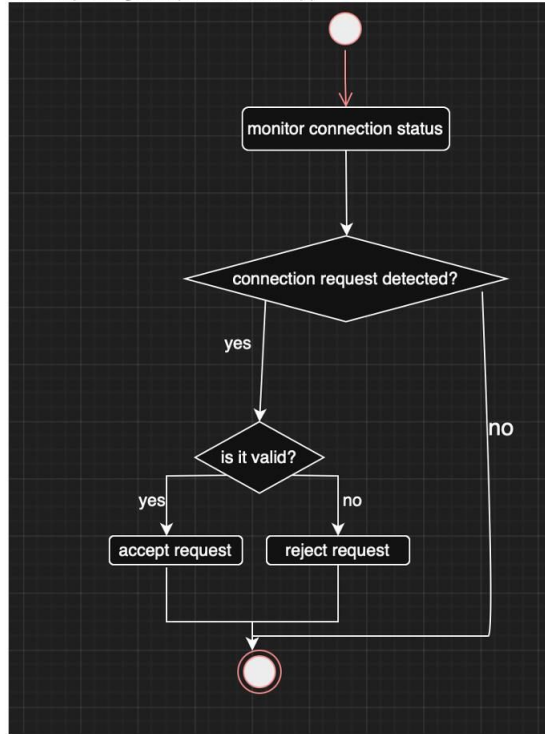 monitor connection status
connection request detected?
yes
no
is it valid?
yes
no
accept request
reject request